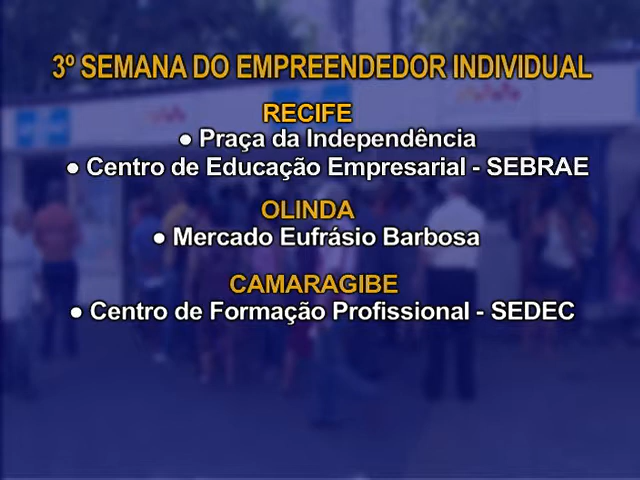 3º SEMANA DO EMPREENDEDOR INDIVIDUAL
RECIFE
● Praça da Independência
● Centro de Educação Empresarial - SEBRAE
OLINDA
● Mercado Eufrásio Barbosa
CAMARAGIBE
● Centro de Formação Profissional - SEDEC